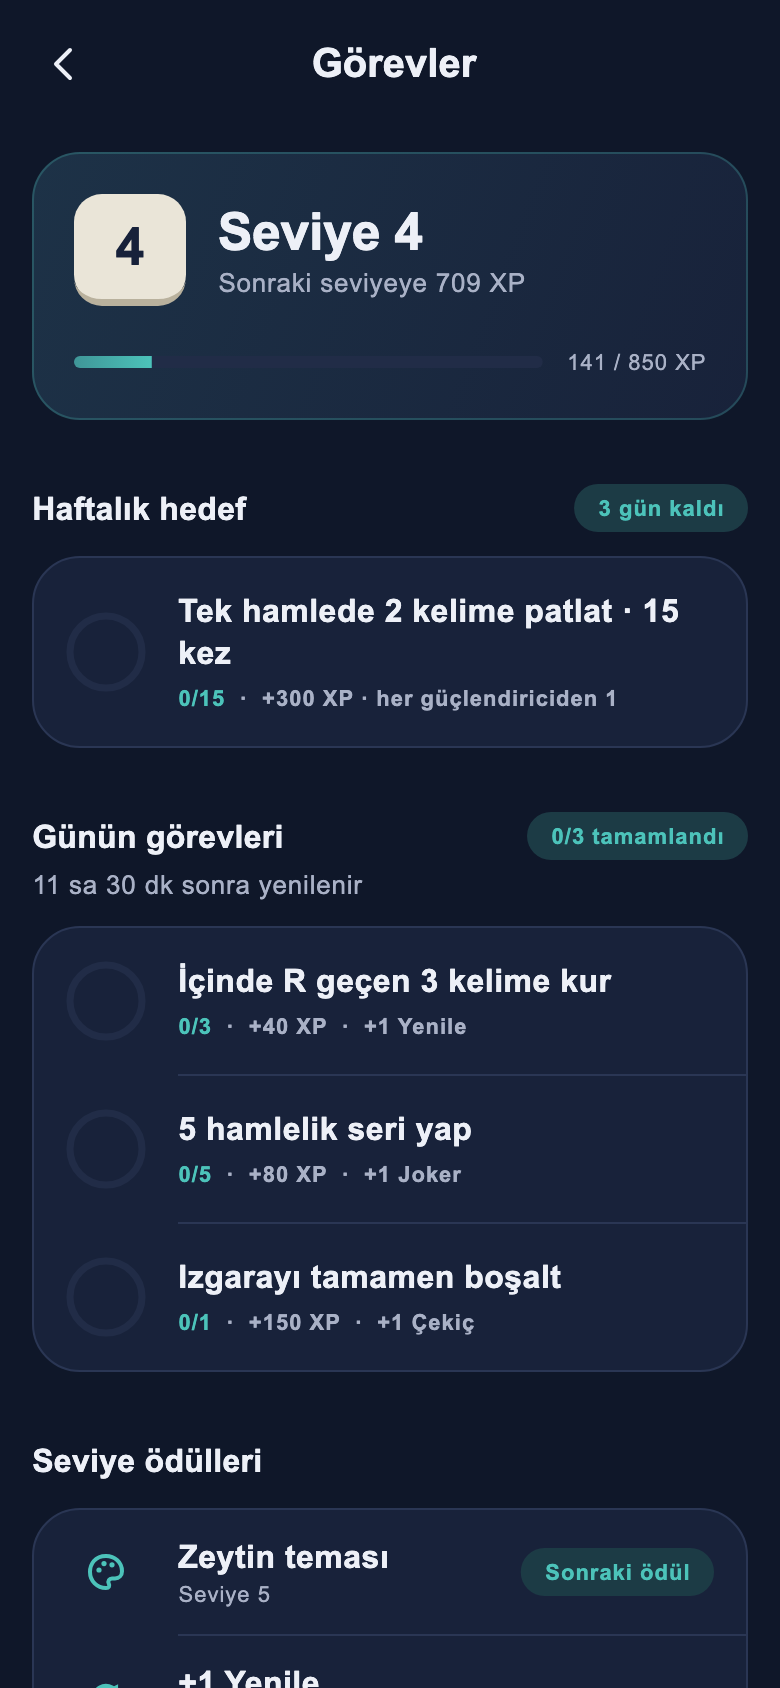 Görevler
4
Seviye 4
Sonraki seviyeye 709 XP
141 / 850 XP
Haftalık hedef
3 gün kaldı
Tek hamlede 2 kelime patlat · 15
kez
0/15 · +300 XP · her güçlendiriciden 1
Günün görevleri
0/3 tamamlandı
11 sa 30 dk sonra yenilenir
İçinde R geçen 3 kelime kur
0/3 · +40 XP · +1 Yenile
5 hamlelik seri yap
0/5 · +80 XP · +1 Joker
Izgarayı tamamen boşalt
0/1 · +150 XP · +1 Çekiç
Seviye ödülleri
Zeytin teması
Seviye 5
Sonraki ödül
+1 Yenile